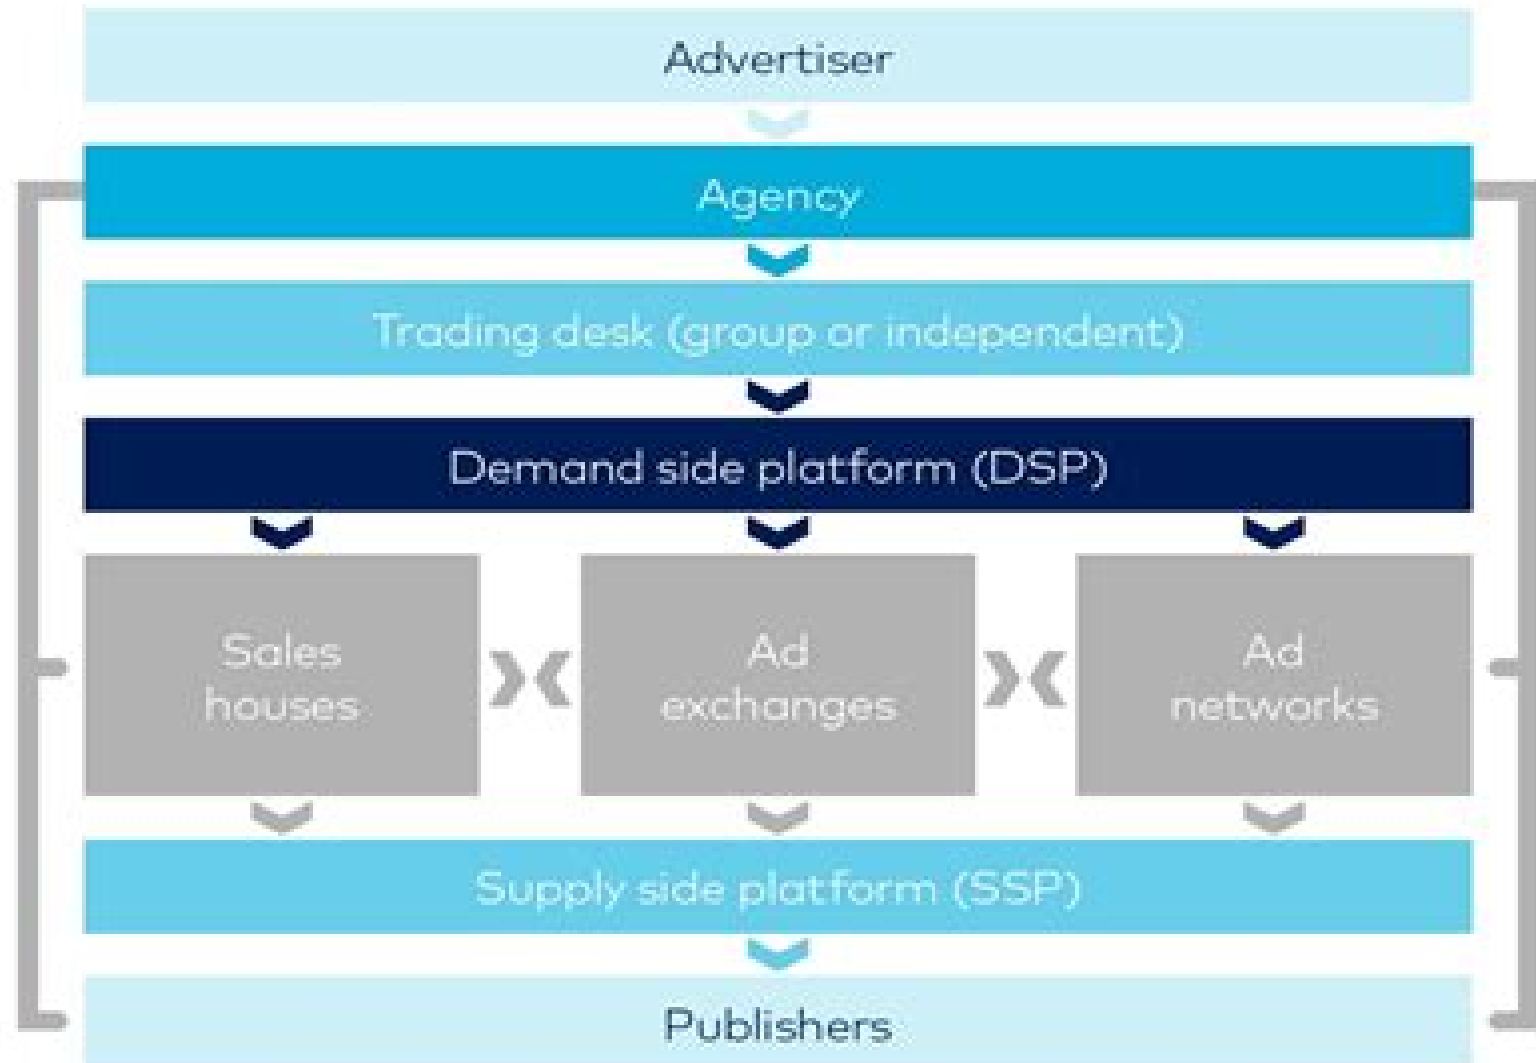 Advertiser
Agency
Trading desk (group or independent)
Demand side platform (DSP)
Sales
houses
Ad
exchanges
Ad
networks
Supply side platform (SSP)
Publishers